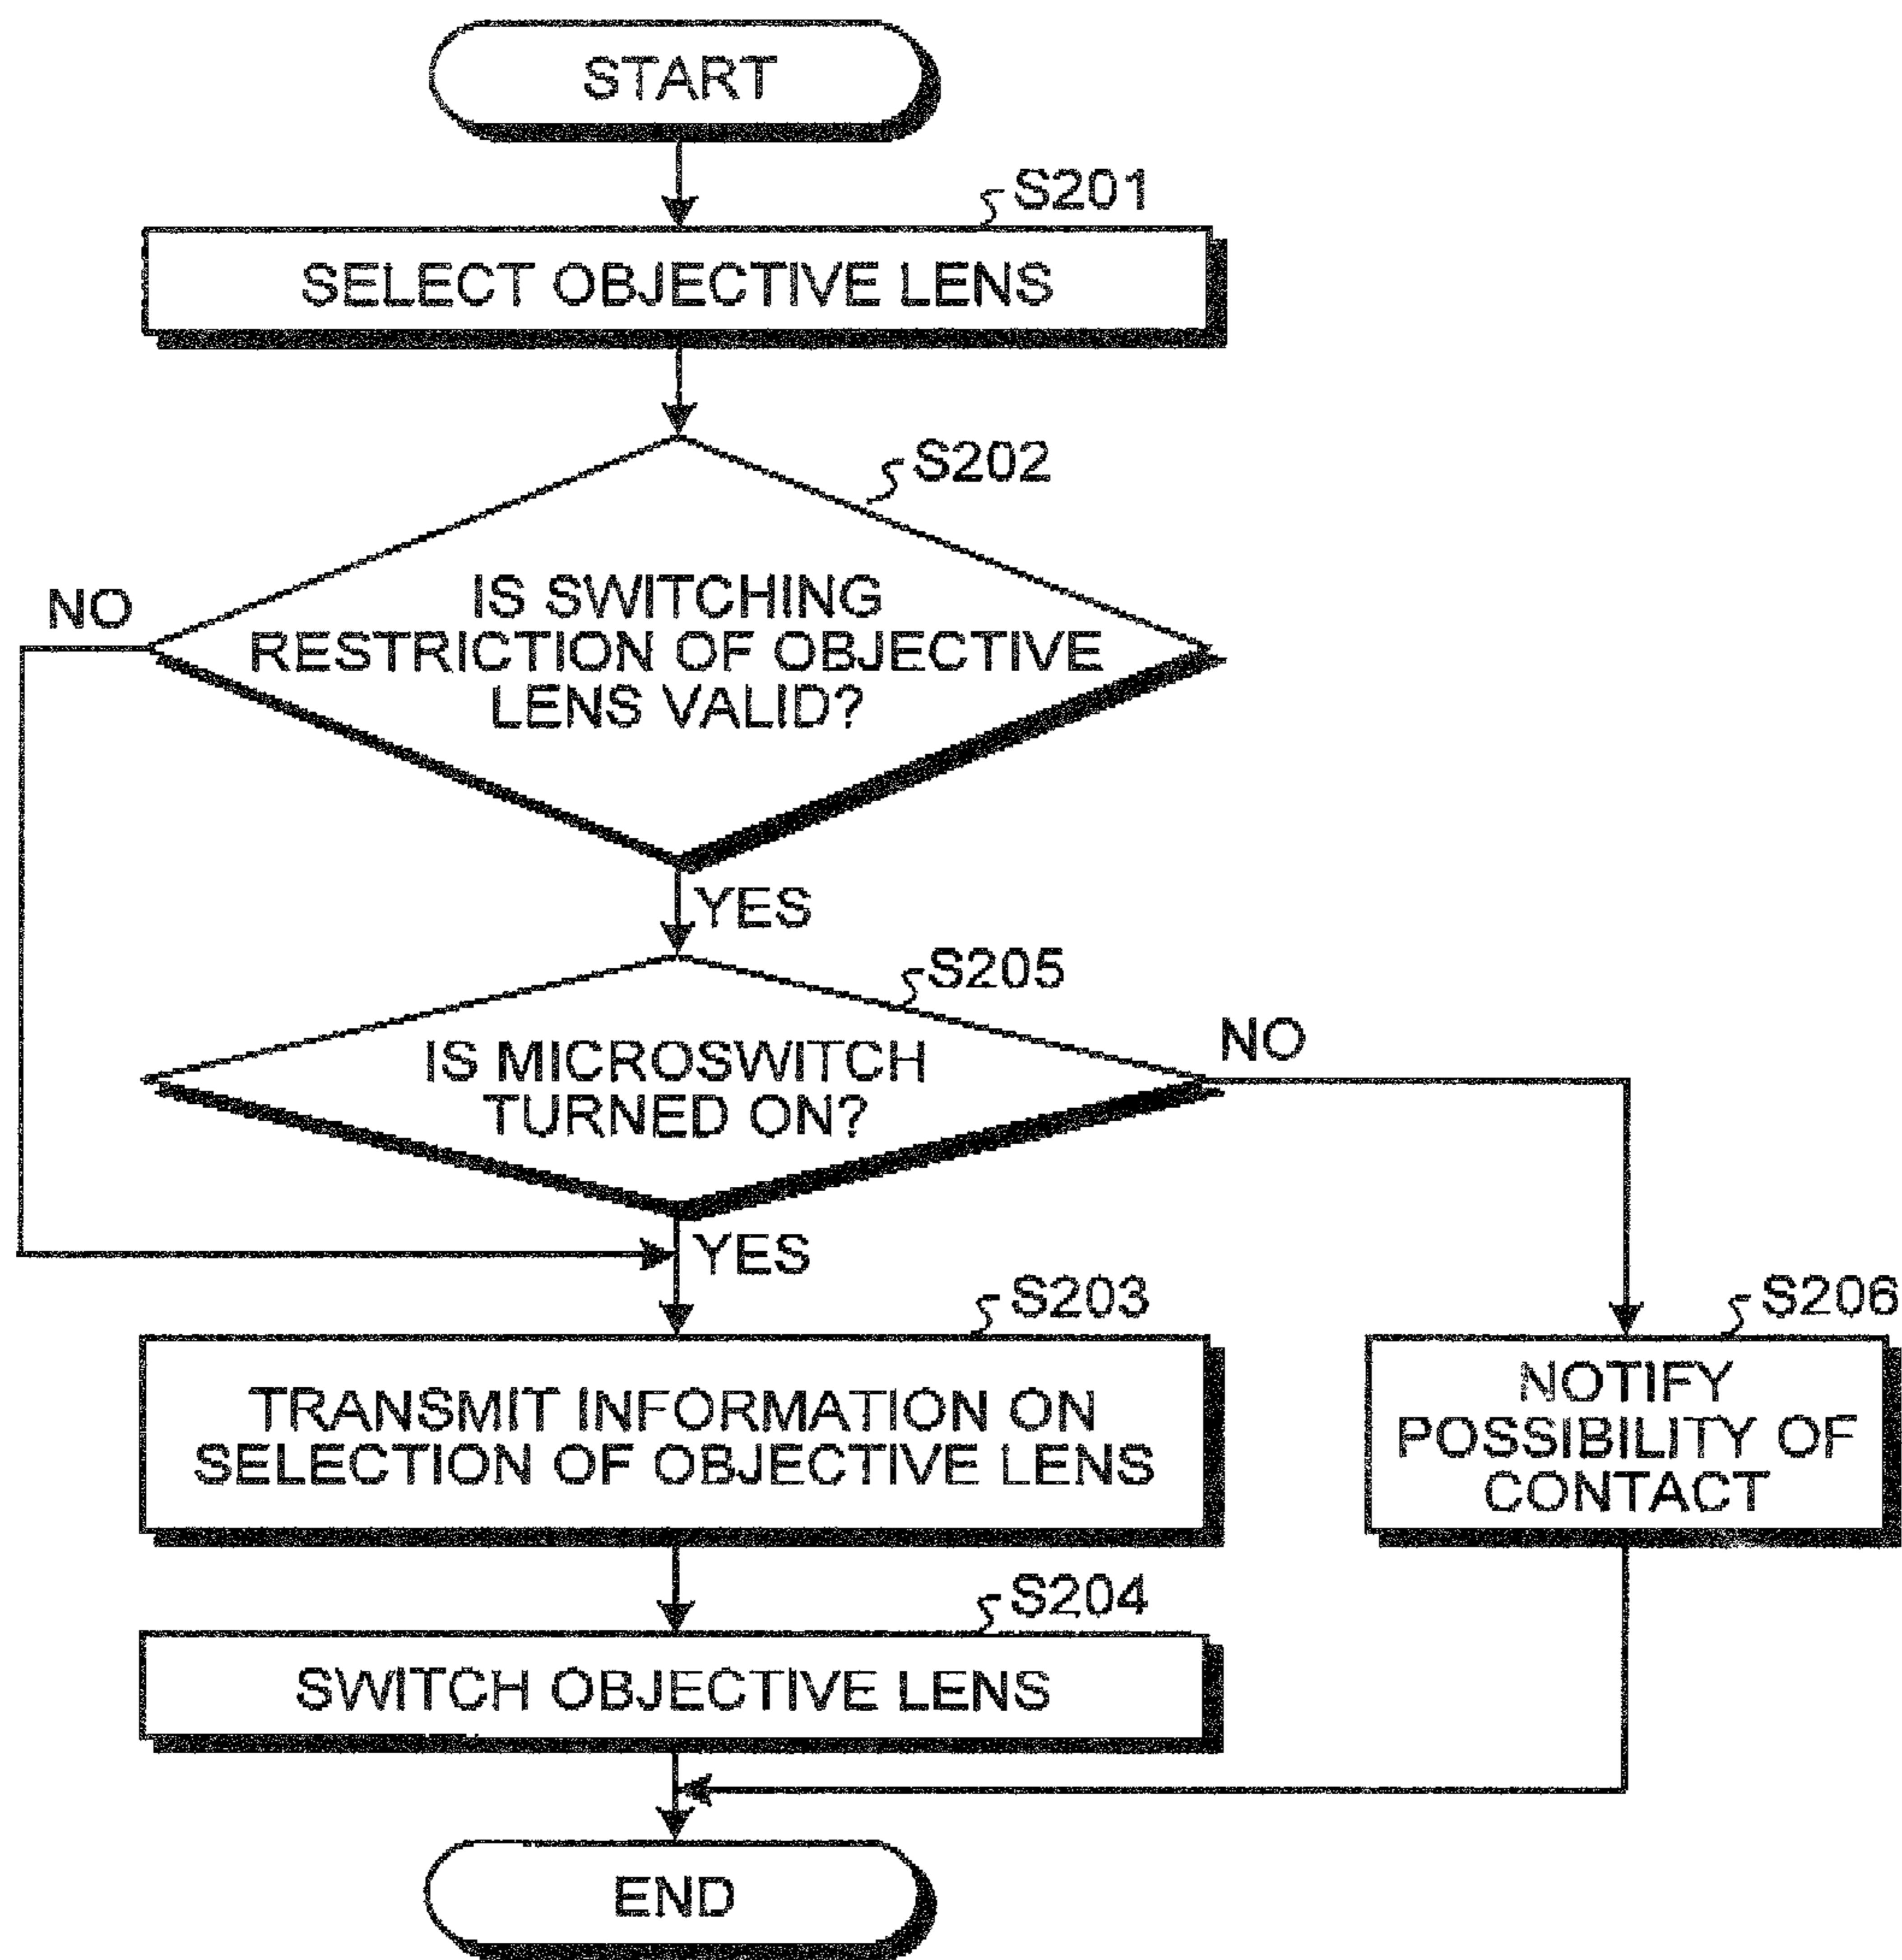 START
S201
SELECT OBJECTIVE LENS
S202
NO
IS SWITCHING
RESTRICTION OF OBJECTIVE
LENS VALID?
YES
S205
IS MICROSWITCH
TURNED ON?
NO
YES
S203
TRANSMIT INFORMATION ON
SELECTION OF OBJECTIVE LENS
S206
NOTIFY
POSSIBILITY OF
CONTACT
S204
SWITCH OBJECTIVE LENS
END